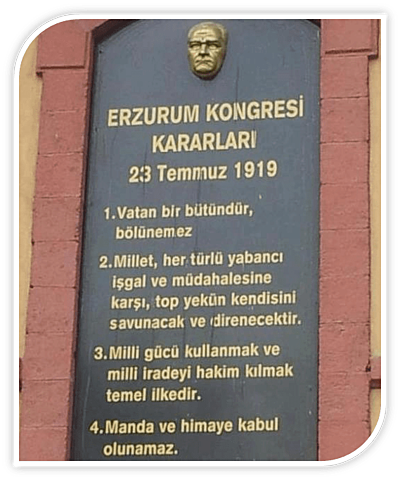 ERZURUM KONGRESİ
KARARLARI
23 Temmuz 1919
1.Vatan bir bütündür,
bölünemez
2.Millet, her türlü yabancı
işgal ve müdahalesine
karşı, top yekün kendisini
savunacak ve direnecektir.
3.Milli gücü kullanmak ve
milli iradeyi hakim kılmak
temel ilkedir.
4.Manda ve himaye kabul
olunamaz.